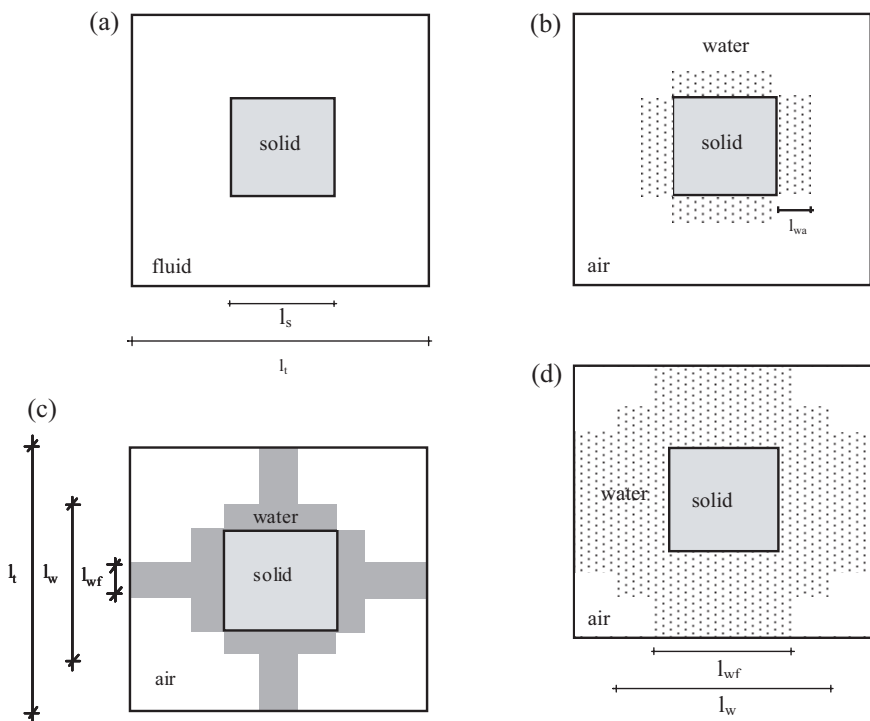 (a)
solid
fluid
l_s
l_t
(b)
water
solid
l_wa
air
(c)
l_t
l_w
l_wf
water
solid
air
(d)
water
solid
air
l_wf
l_w